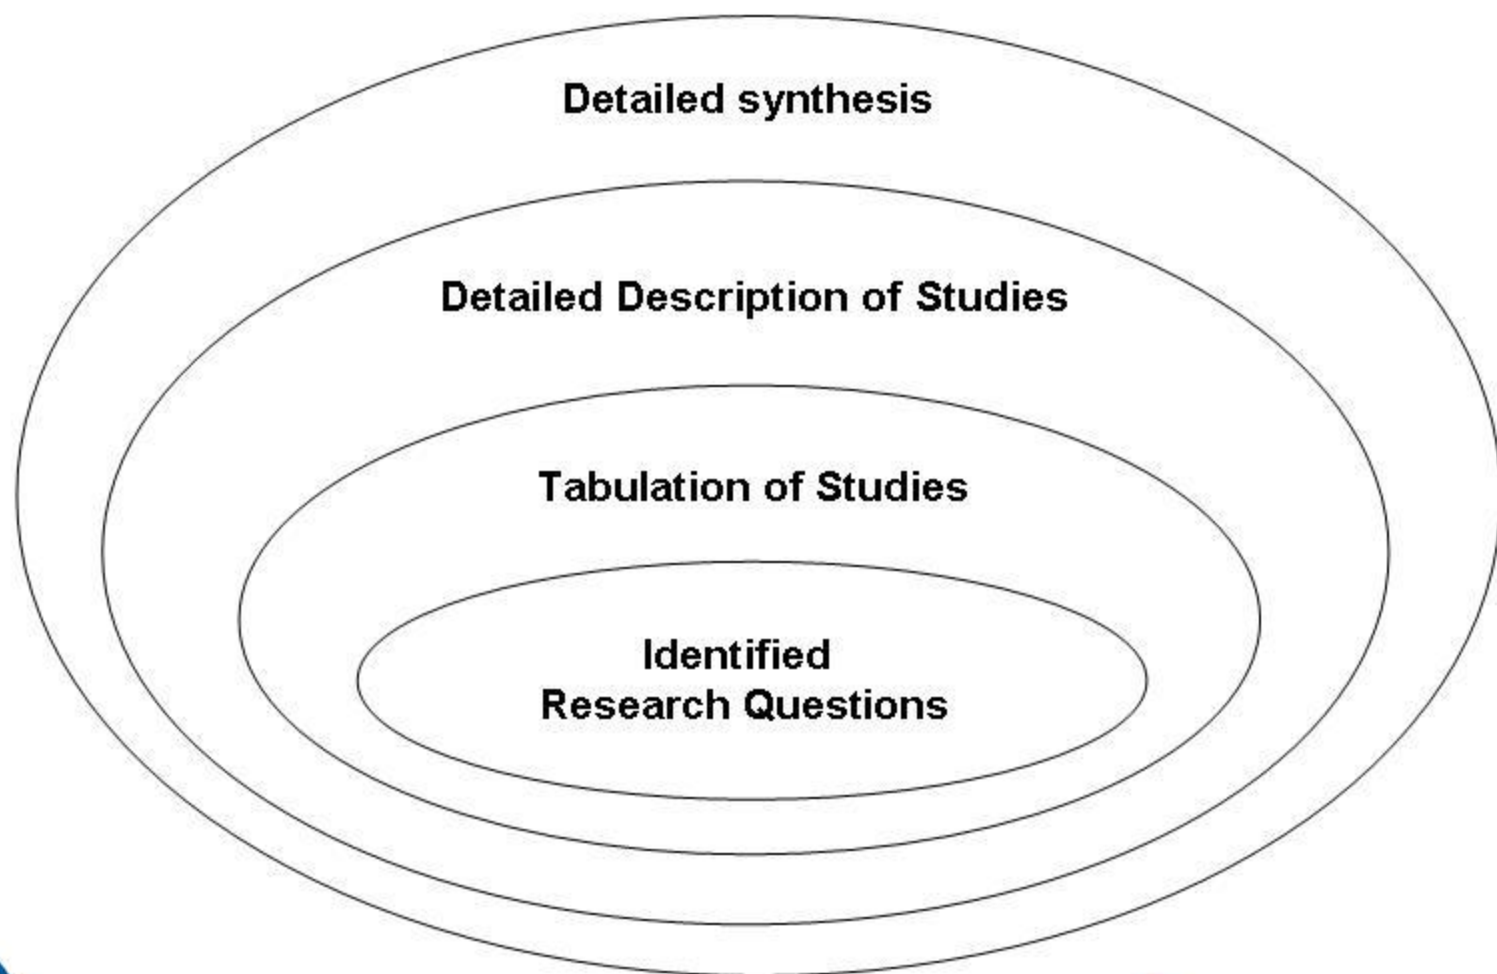 Detailed synthesis
Detailed Description of Studies
Tabulation of Studies
Identified
Research Questions